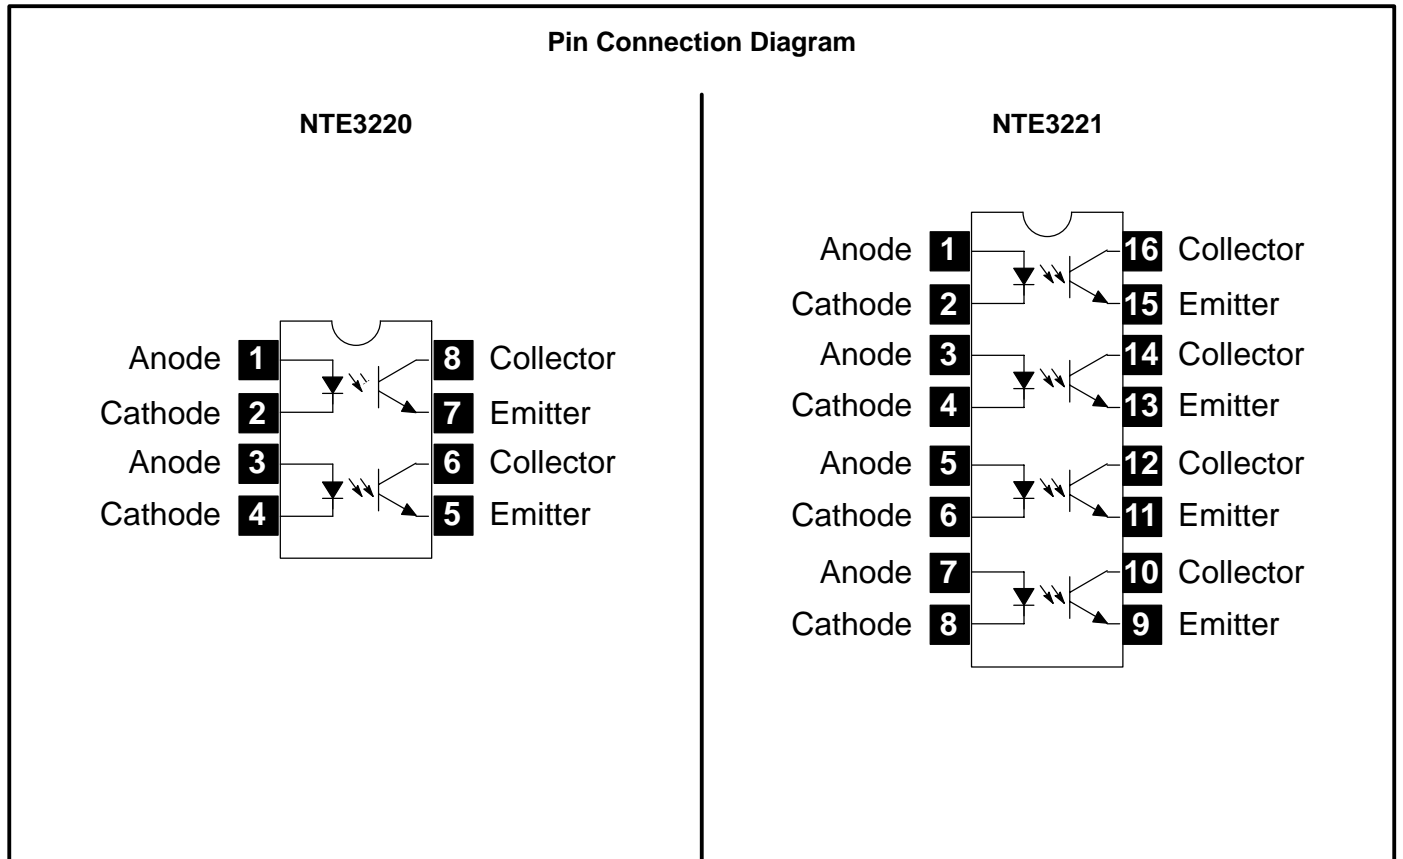 Pin Connection Diagram
NTE3220
Anode 1 8 Collector
Cathode 2 7 Emitter
Anode 3 6 Collector
Cathode 4 5 Emitter
NTE3221
Anode 1 16 Collector
Cathode 2 15 Emitter
Anode 3 14 Collector
Cathode 4 13 Emitter
Anode 5 12 Collector
Cathode 6 11 Emitter
Anode 7 10 Collector
Cathode 8 9 Emitter